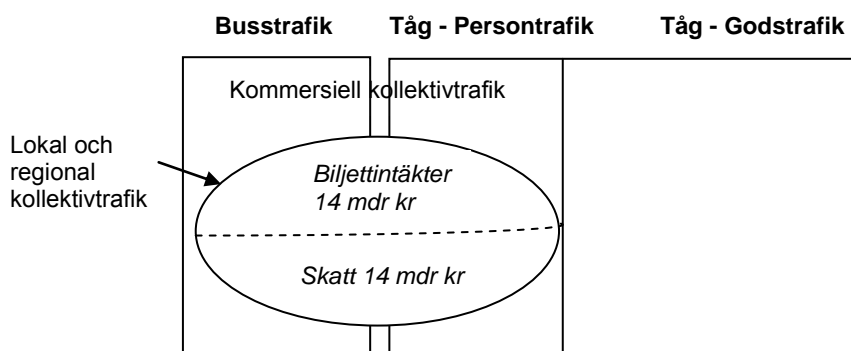 Busstrafik Tåg - Persontrafik Tåg - Godstrafik
Kommersiell kollektivtrafik
Lokal och
regional
kollektivtrafik
Biljettintäkter
14 mdr kr
Skatt 14 mdr kr